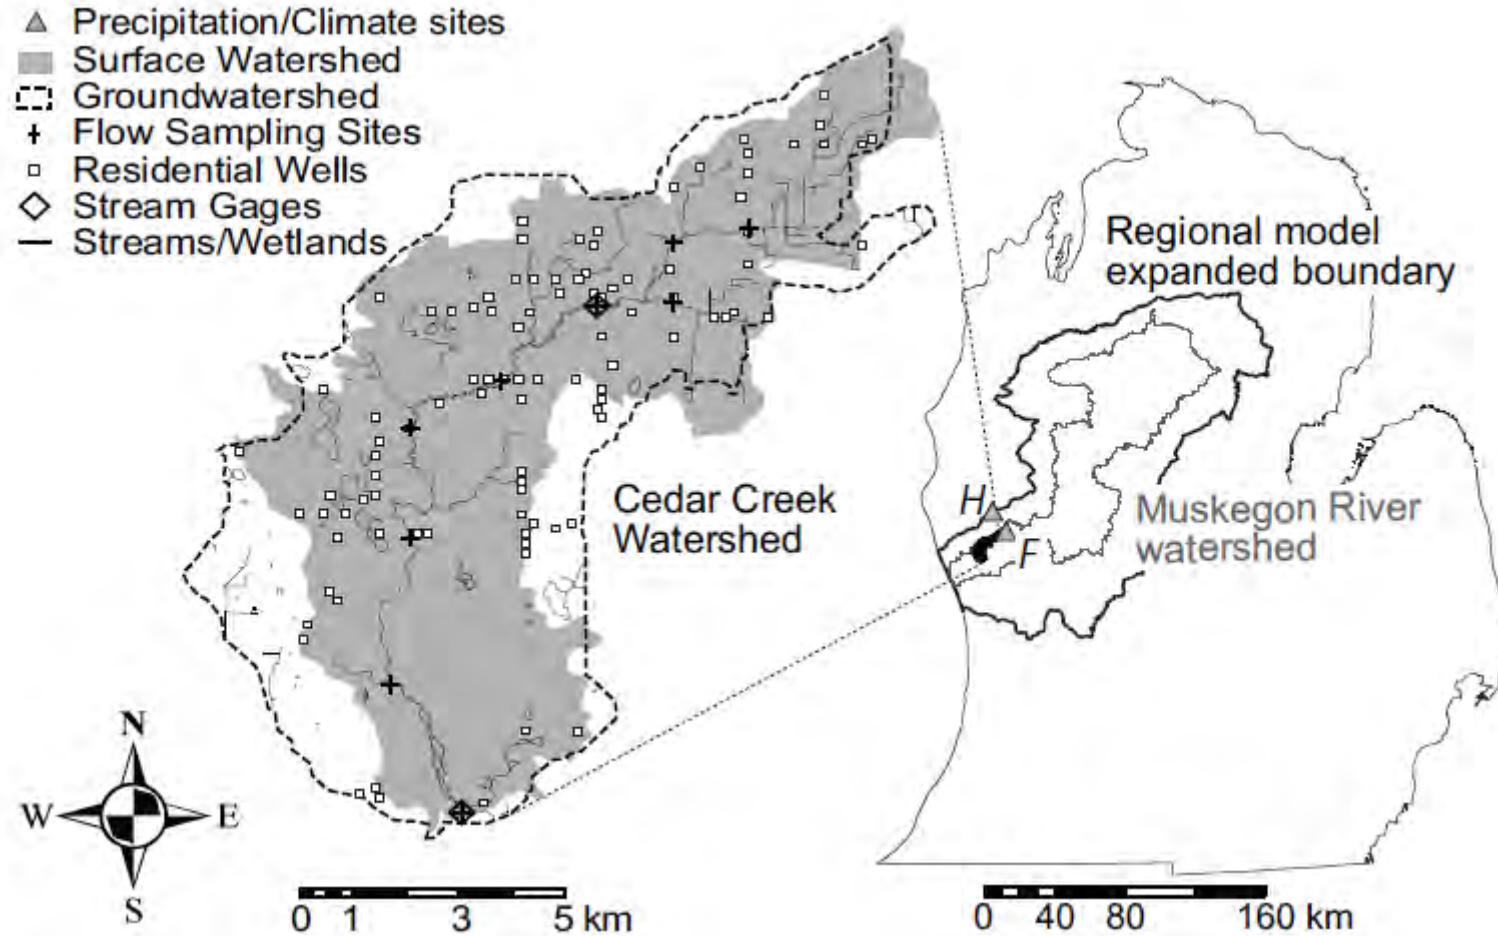 Precipitation/Climate sites
Surface Watershed
Groundwatershed
Flow Sampling Sites
Residential Wells
Stream Gages
Streams/Wetlands
Regional model
expanded boundary
Cedar Creek
Watershed
H
F
Muskegon River
watershed
N
W
E
S
0 1 3 5 km
0 40 80 160 km